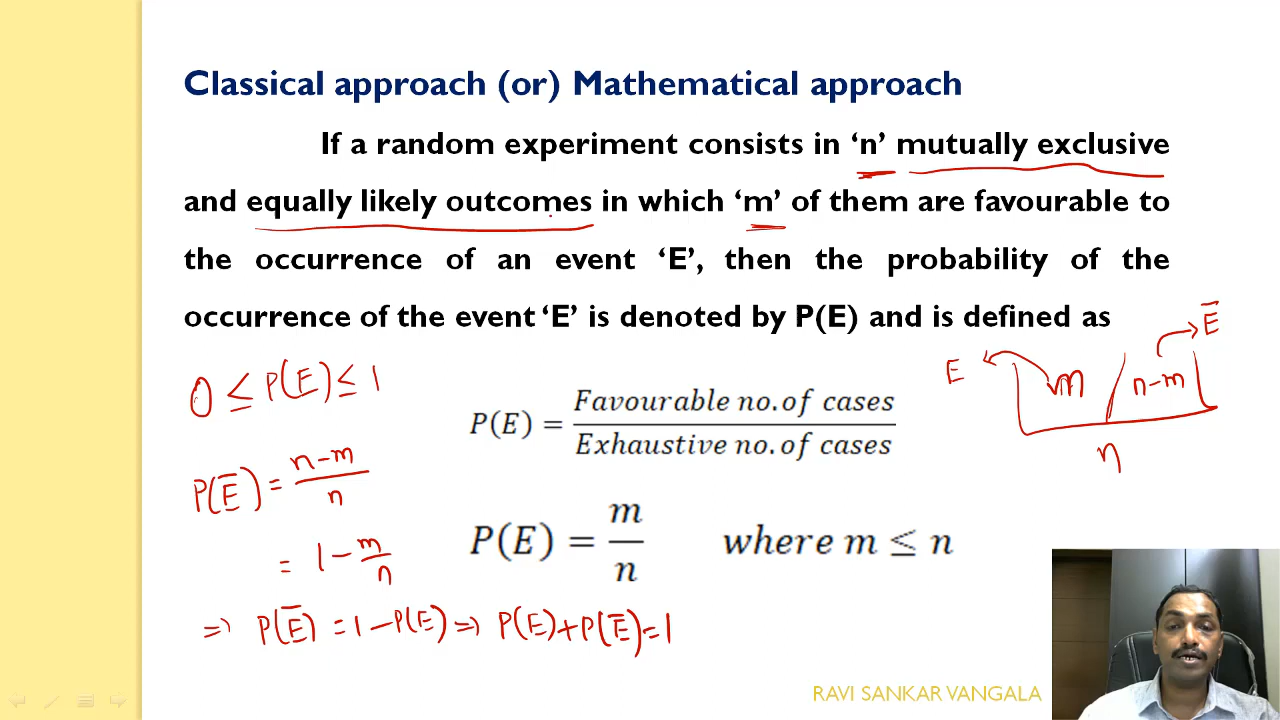 Classical approach (or) Mathematical approach
If a random experiment consists in ‘n’ mutually exclusive
and equally likely outcomes in which ‘m’ of them are favourable to
the occurrence of an event ‘E’, then the probability of the
occurrence of the event ‘E’ is denoted by P(E) and is defined as
0 ≤ P(E) ≤ 1
P(E) = Favourable no.of cases / Exhaustive no.of cases
E m n-m E̅
n
P(E̅) = n-m / n
= 1 - m/n
P(E) = m/n where m ≤ n
⇒ P(E̅) = 1 - P(E) ⇒ P(E) + P(E̅) = 1
RAVI SANKAR VANGALA